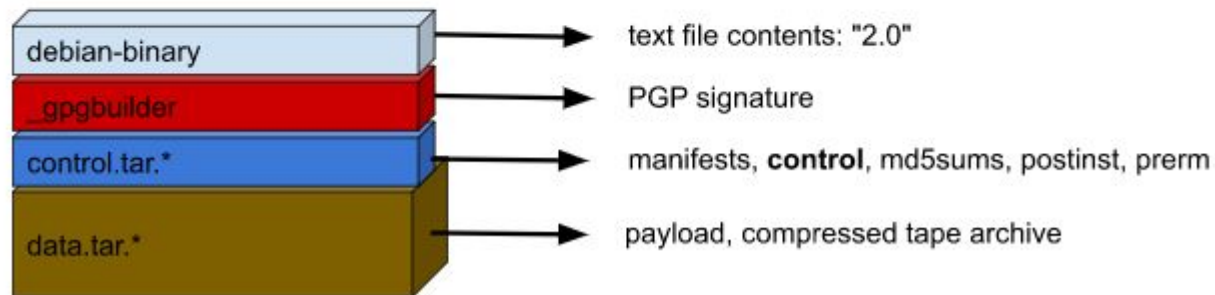 debian-binary
text file contents: "2.0"
_gpgbuilder
PGP signature
control.tar.*
manifests, control, md5sums, postinst, prerm
data.tar.*
payload, compressed tape archive